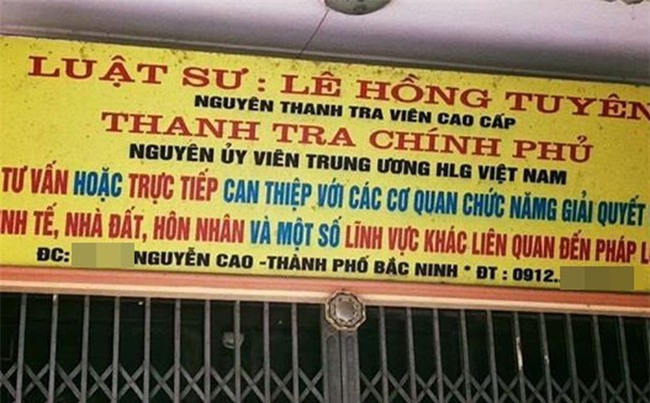 LUẬT SƯ : LÊ HỒNG TUYÊN
NGUYÊN THANH TRA VIÊN CAO CẤP
THANH TRA CHÍNH PHỦ
NGUYÊN ỦY VIÊN TRUNG ƯƠNG HLG VIỆT NAM
TƯ VẤN HOẶC TRỰC TIẾP CAN THIỆP VỚI CÁC CƠ QUAN CHỨC NĂMG GIẢI QUYẾT
INH TẾ, NHÀ ĐẤT, HÔN NHÂN VÀ MỘT SỐ LĨNH VỰC KHÁC LIÊN QUAN ĐẾN PHÁP L
ĐC: NGUYỄN CAO -THÀNH PHỐ BẮC NINH * ĐT : 0912..